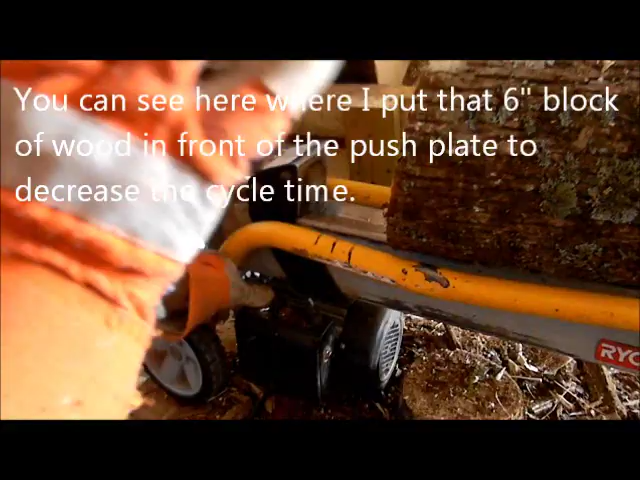 You can see here where I put that 6" block
of wood in front of the push plate to
decrease the cycle time.